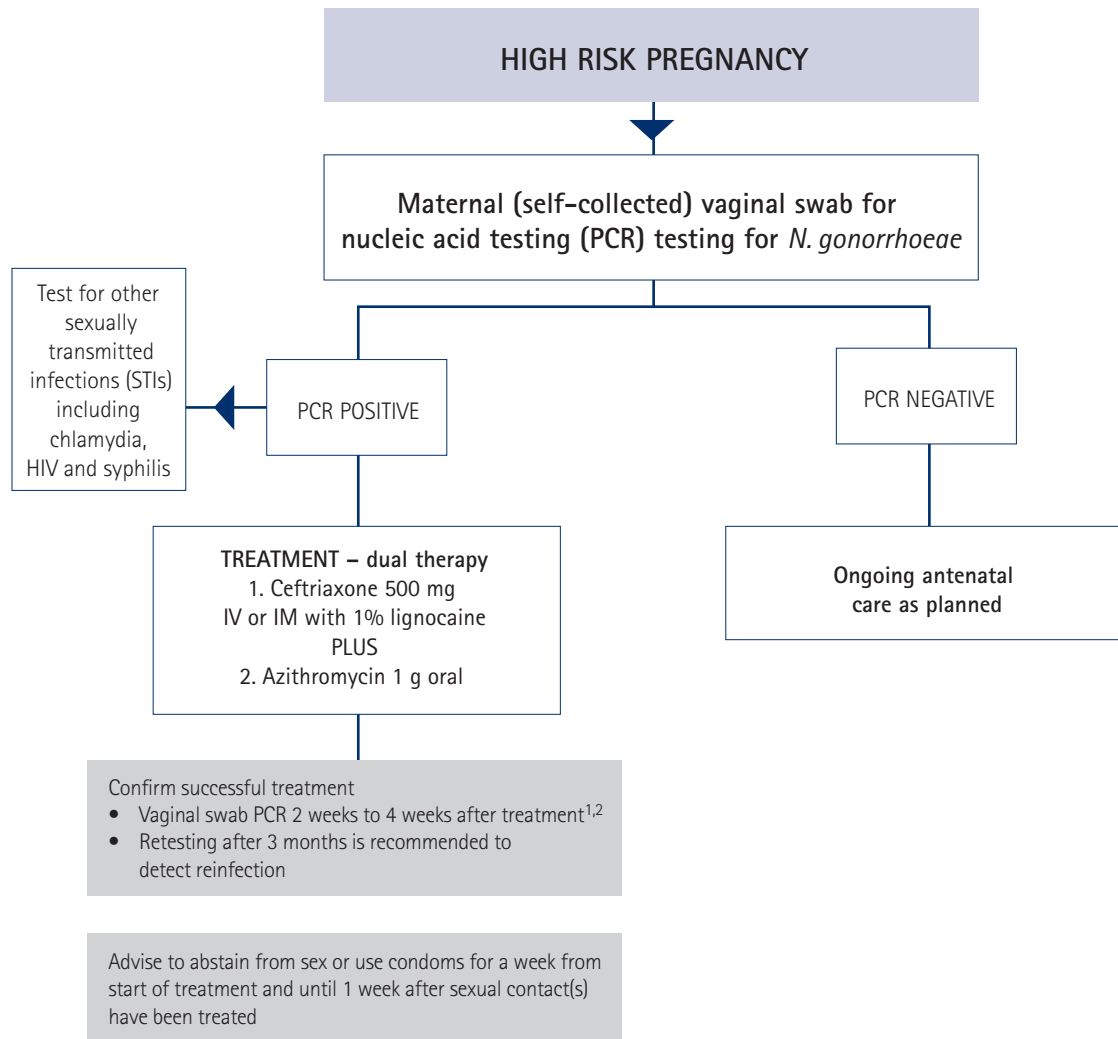 HIGH RISK PREGNANCY
Maternal (self-collected) vaginal swab for
nucleic acid testing (PCR) testing for N. gonorrhoeae
Test for other
sexually
transmitted
infections (STIs)
including
chlamydia,
HIV and syphilis
PCR POSITIVE
PCR NEGATIVE
TREATMENT – dual therapy
1. Ceftriaxone 500 mg
IV or IM with 1% lignocaine
PLUS
2. Azithromycin 1 g oral
Ongoing antenatal
care as planned
Confirm successful treatment
• Vaginal swab PCR 2 weeks to 4 weeks after treatment1,2
• Retesting after 3 months is recommended to
detect reinfection
Advise to abstain from sex or use condoms for a week from
start of treatment and until 1 week after sexual contact(s)
have been treated